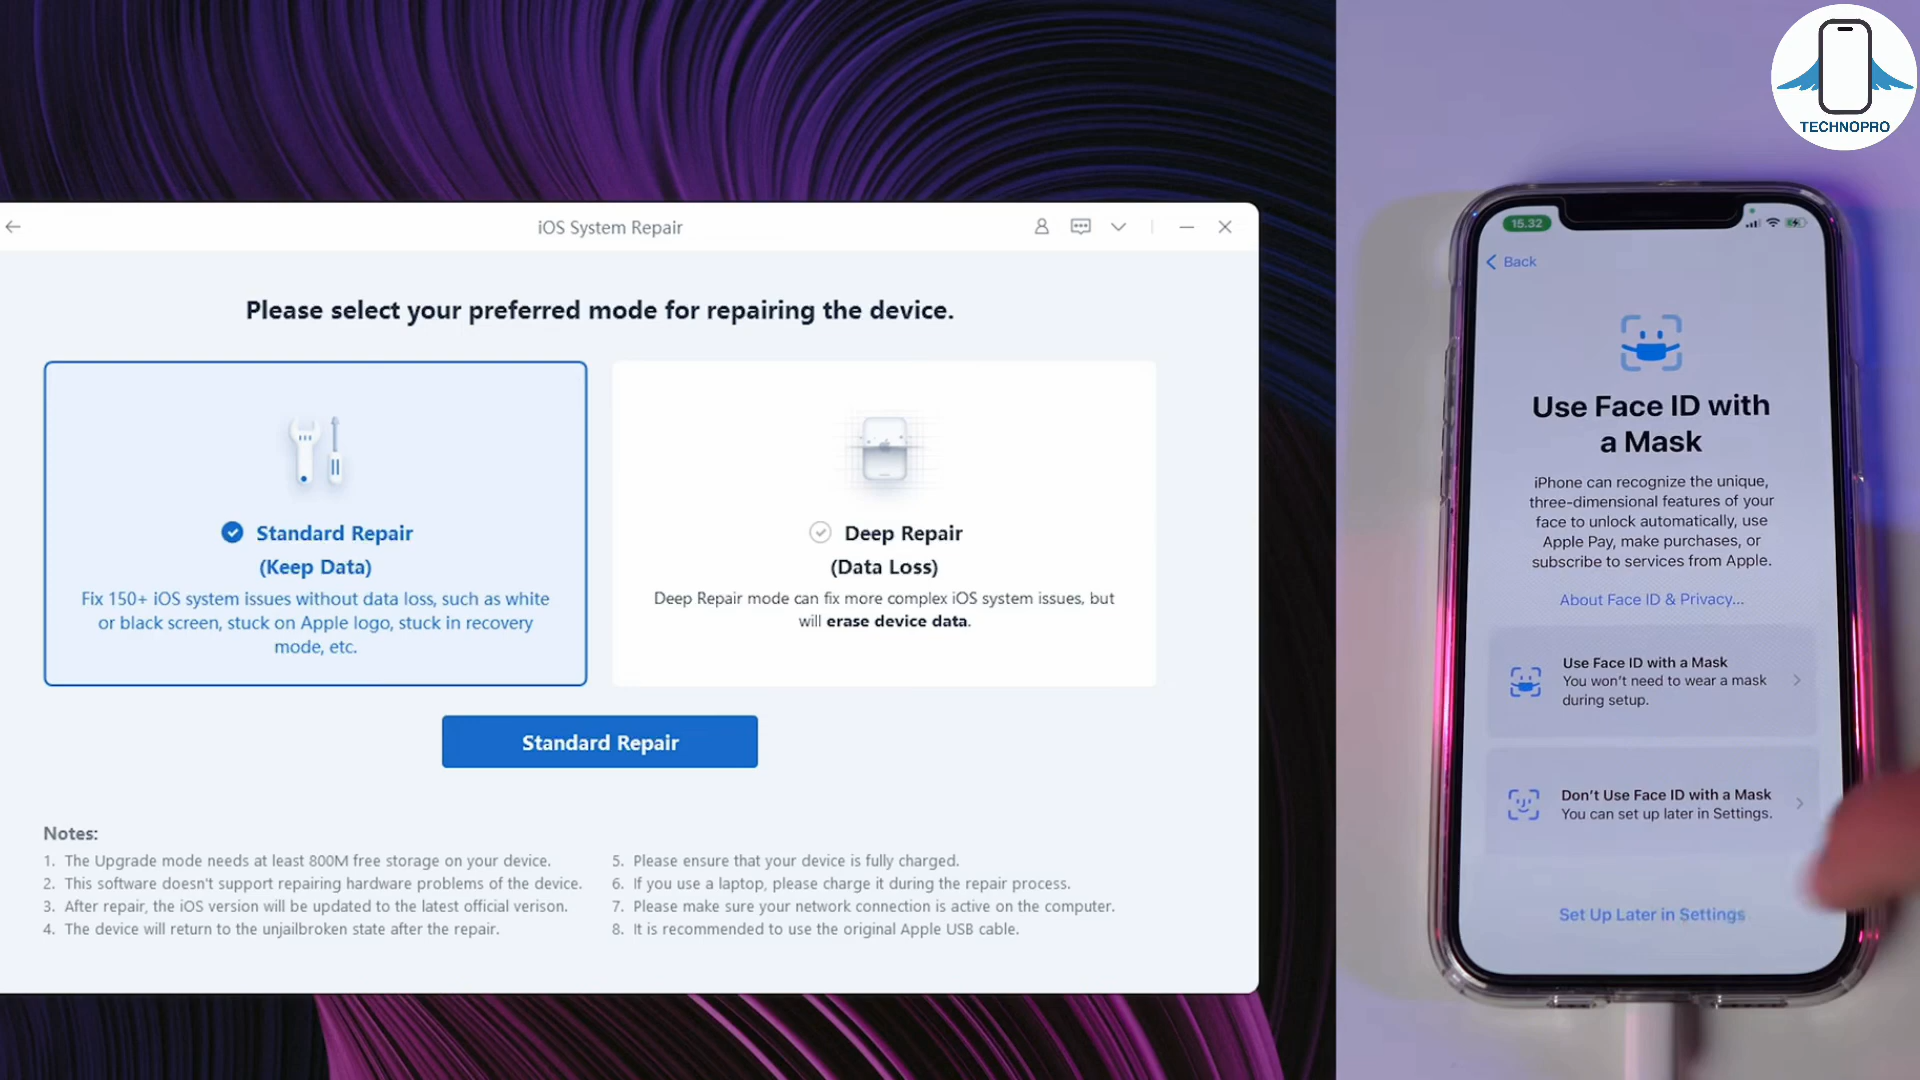 iOS System Repair
Please select your preferred mode for repairing the device.
Standard Repair
(Keep Data)
Fix 150+ iOS system issues without data loss, such as white
or black screen, stuck on Apple logo, stuck in recovery
mode, etc.
Deep Repair
(Data Loss)
Deep Repair mode can fix more complex iOS system issues, but
will erase device data.
Standard Repair
Notes:
1. The Upgrade mode needs at least 800M free storage on your device.
2. This software doesn't support repairing hardware problems of the device.
3. After repair, the iOS version will be updated to the latest official verison.
4. The device will return to the unjailbroken state after the repair.
5. Please ensure that your device is fully charged.
6. If you use a laptop, please charge it during the repair process.
7. Please make sure your network connection is active on the computer.
8. It is recommended to use the original Apple USB cable.
TECHNOPRO
15.32
Back
Use Face ID with
a Mask
iPhone can recognize the unique,
three-dimensional features of your
face to unlock automatically, use
Apple Pay, make purchases, or
subscribe to services from Apple.
About Face ID & Privacy...
Use Face ID with a Mask
You won't need to wear a mask
during setup.
Don't Use Face ID with a Mask
You can set up later in Settings.
Set Up Later in Settings